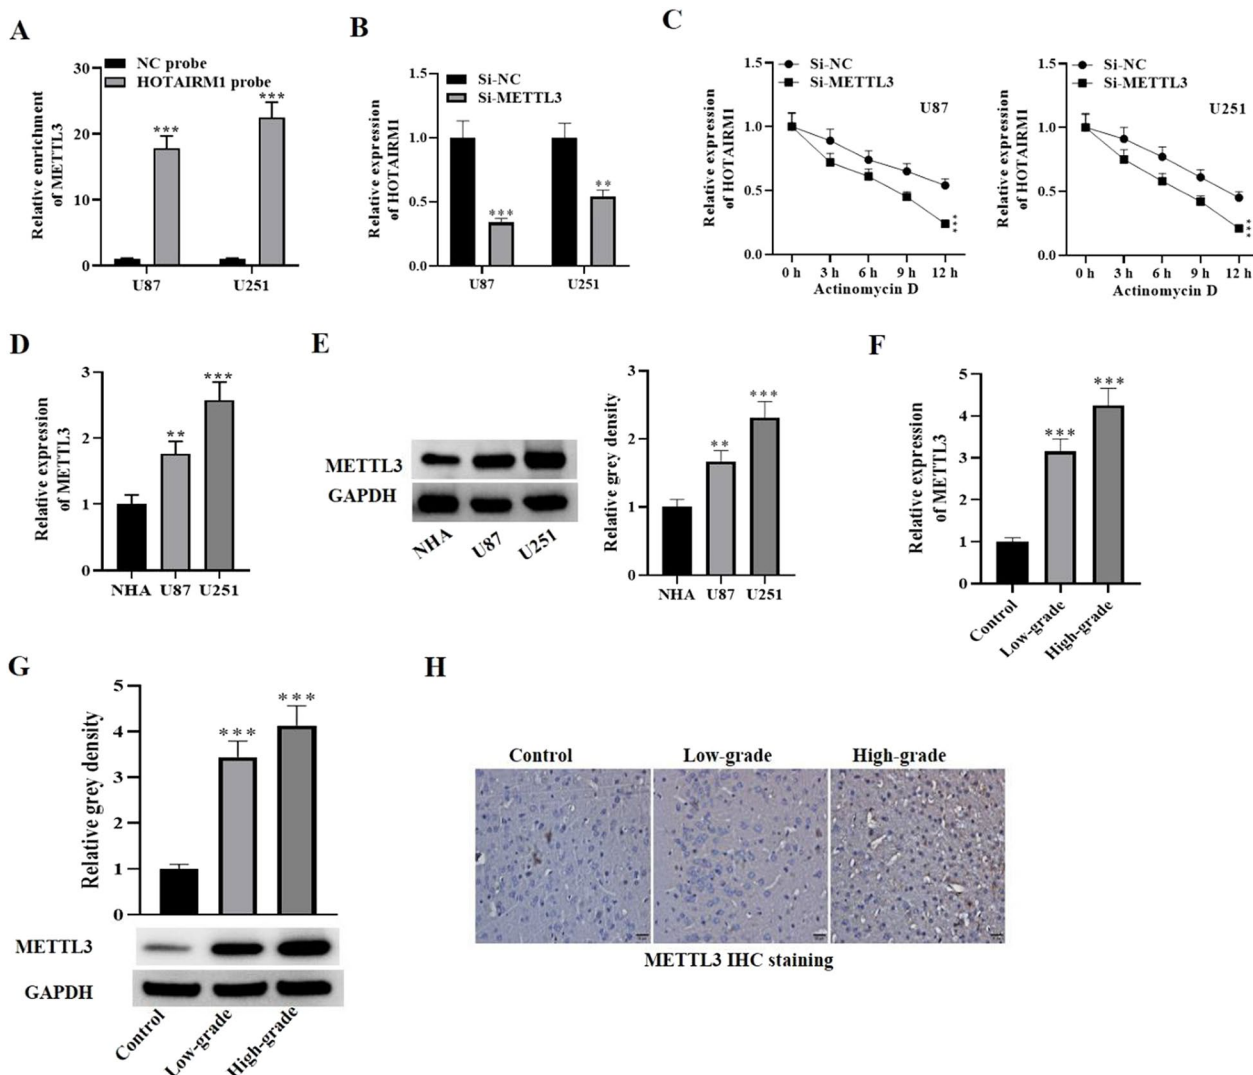 A
NC probe
HOTAIRM1 probe
Relative enrichment
of METTL3
30
20
10
0
***
***
U87
U251
B
Si-NC
Si-METTL3
Relative expression
of HOTAIRM1
1.5
1.0
0.5
0.0
***
**
U87
U251
C
Si-NC
Si-METTL3
U87
Relative expression
of HOTAIRM1
1.5
1.0
0.5
0.0
***
0 h 3 h 6 h 9 h 12 h
Actinomycin D
Si-NC
Si-METTL3
U251
Relative expression
of HOTAIRM1
1.5
1.0
0.5
0.0
***
0 h 3 h 6 h 9 h 12 h
Actinomycin D
D
Relative expression
of METTL3
3
2
1
0
**
***
NHA U87 U251
E
METTL3
GAPDH
NHA U87 U251
Relative grey density
3
2
1
0
**
***
NHA U87 U251
F
Relative expression
of METTL3
5
4
3
2
1
0
***
***
Control
Low-grade
High-grade
G
Relative grey density
5
4
3
2
1
0
***
***
METTL3
GAPDH
Control
Low-grade
High-grade
H
Control Low-grade High-grade
METTL3 IHC staining